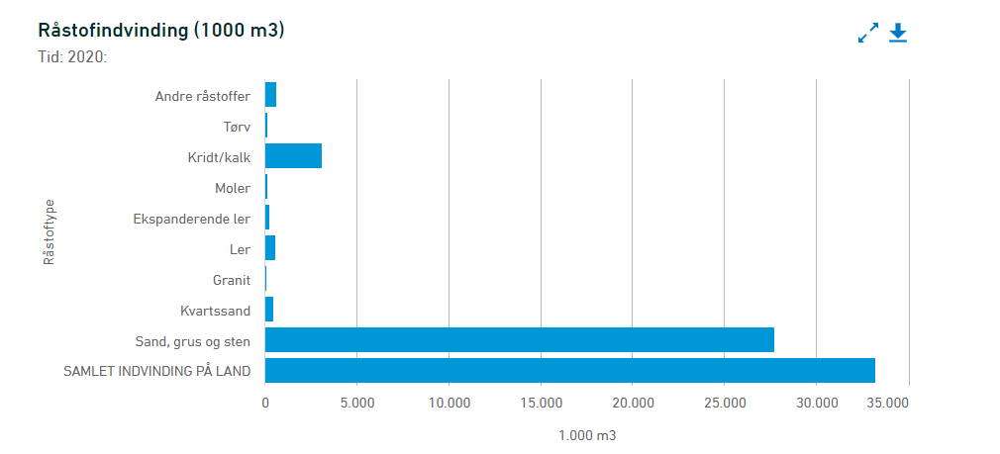 Råstofindvinding (1000 m3)
Tid: 2020:
Andre råstoffer
Tørv
Kridt/kalk
Moler
Ekspanderende ler
Ler
Granit
Kvartssand
Sand, grus og sten
SAMLET INDVINDING PÅ LAND
Råstoftype
0 5.000 10.000 15.000 20.000 25.000 30.000 35.000
1.000 m3